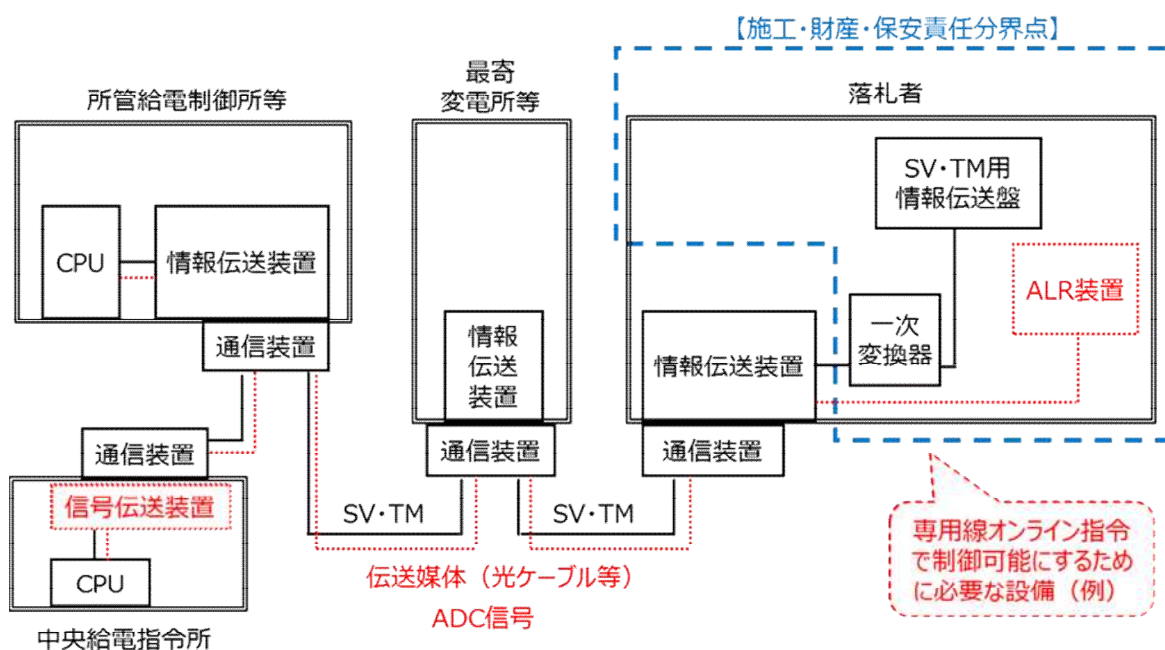 【施工・財産・保安責任分界点】
所管給電制御所等
最寄
変電所等
落札者
SV・TM用
情報伝送盤
CPU
情報伝送装置
ALR装置
一次
変換器
情報
伝送
装置
情報伝送装置
通信装置
通信装置
通信装置
通信装置
信号伝送装置
CPU
SV・TM
SV・TM
伝送媒体（光ケーブル等）
ADC信号
専用線オンライン指令
で制御可能にするため
に必要な設備（例）
中央給電指令所